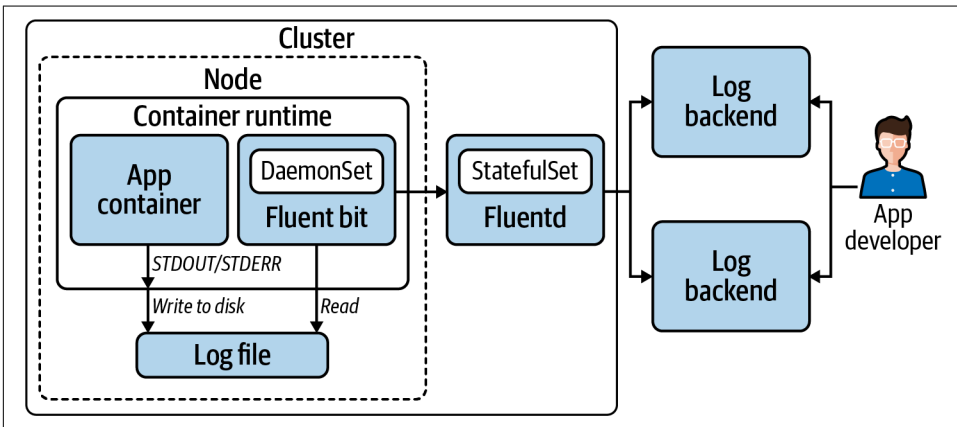 Cluster
Node
Container runtime
App
container
DaemonSet
Fluent bit
StatefulSet
Fluentd
Log
backend
Log
backend
App
developer
STDOUT/STDERR
Write to disk
Read
Log file